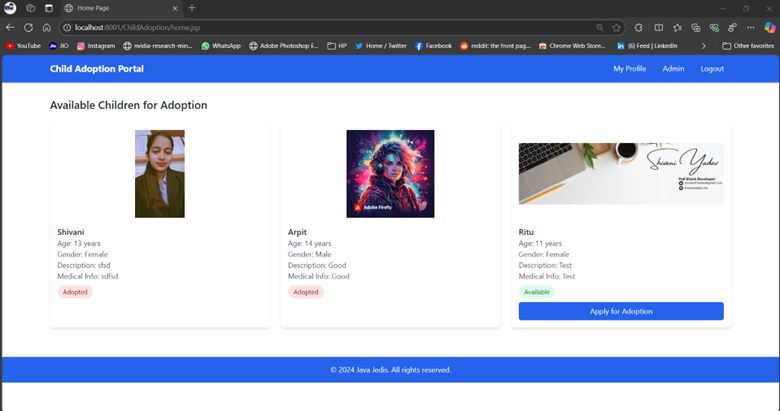 Home Page
localhost:8001/ChildAdoption/home.jsp
YouTube JIO Instagram nvidia-research-min... WhatsApp Adobe Photoshop E... HP Home / Twitter Facebook reddit: the front pag... Chrome Web Store... (6) Feed | LinkedIn Other favorites
Child Adoption Portal My Profile Admin Logout
Available Children for Adoption
Shivani Yadav
Full Stack Developer
Adobe Firefly
Shivani Arpit Ritu
Age: 13 years Age: 14 years Age: 11 years
Gender: Female Gender: Male Gender: Female
Description: sfsd Description: Good Description: Test
Medical Info: sdfsd Medical Info: Good Medical Info: Test
Adopted Adopted Available
Apply for Adoption
© 2024 Java Jedis. All rights reserved.